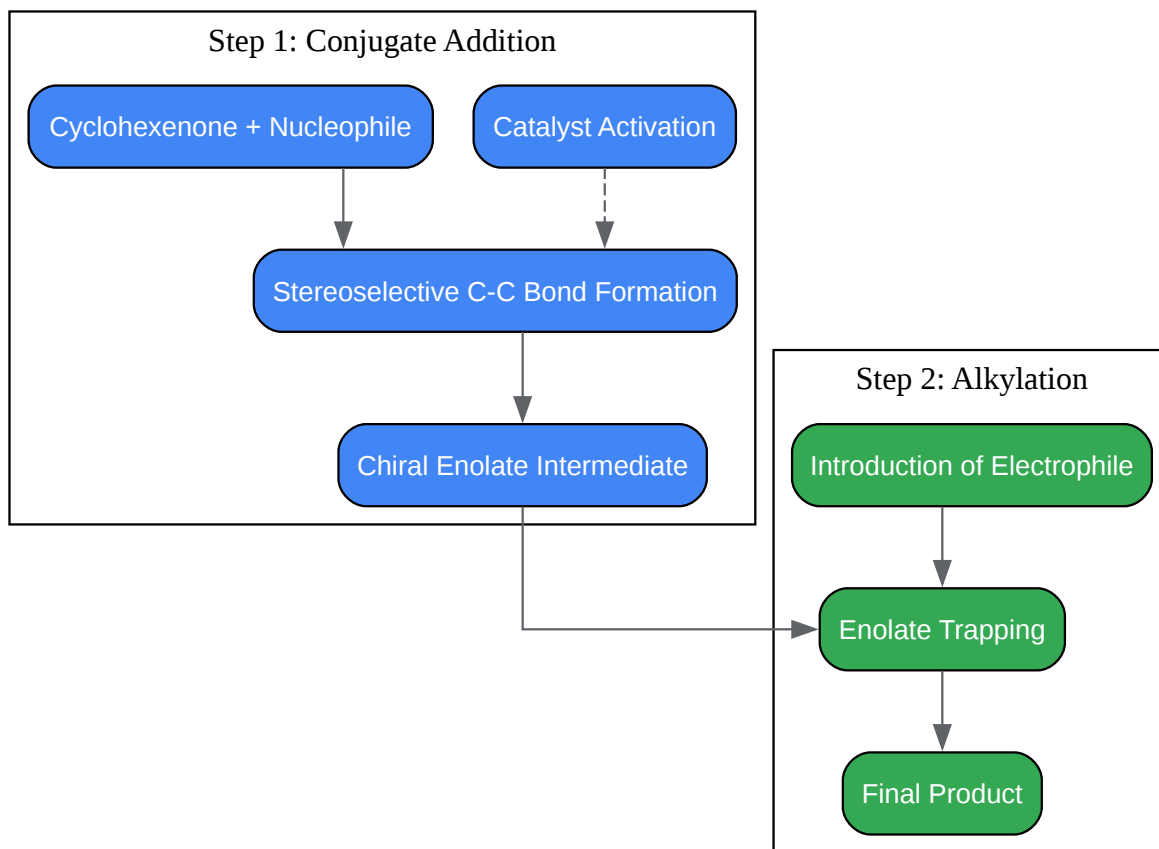 Step 1: Conjugate Addition
Cyclohexenone + Nucleophile
Catalyst Activation
Stereoselective C-C Bond Formation
Chiral Enolate Intermediate
Step 2: Alkylation
Introduction of Electrophile
Enolate Trapping
Final Product